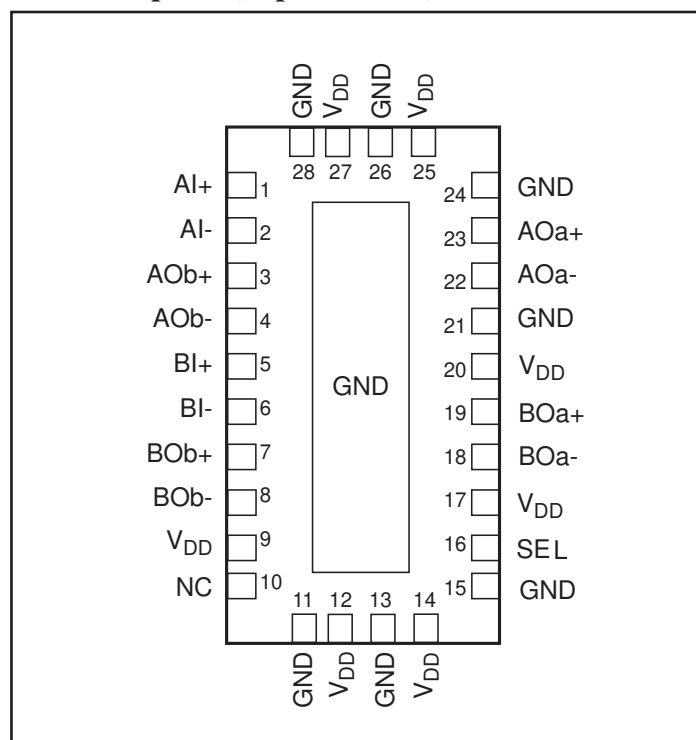 GND VDD GND VDD
28 27 26 25
AI+ 1
AI- 2
AOb+ 3
AOb- 4
BI+ 5
BI- 6
BOb+ 7
BOb- 8
VDD 9
NC 10
GND
24 GND
23 AOa+
22 AOa-
21 GND
20 VDD
19 BOa+
18 BOa-
17 VDD
16 SEL
15 GND
11 12 13 14
GND VDD GND VDD